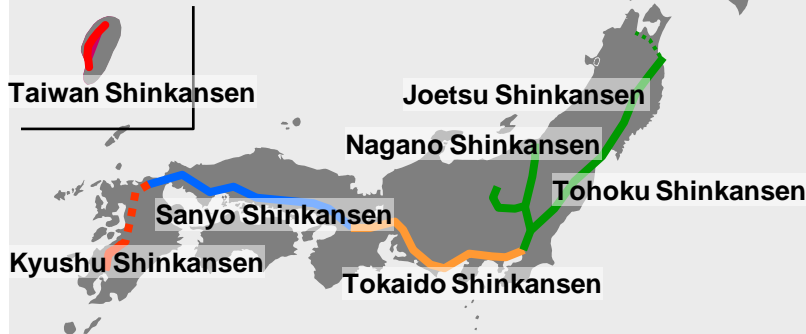 Taiwan Shinkansen
Joetsu Shinkansen
Nagano Shinkansen
Tohoku Shinkansen
Sanyo Shinkansen
Kyushu Shinkansen
Tokaido Shinkansen